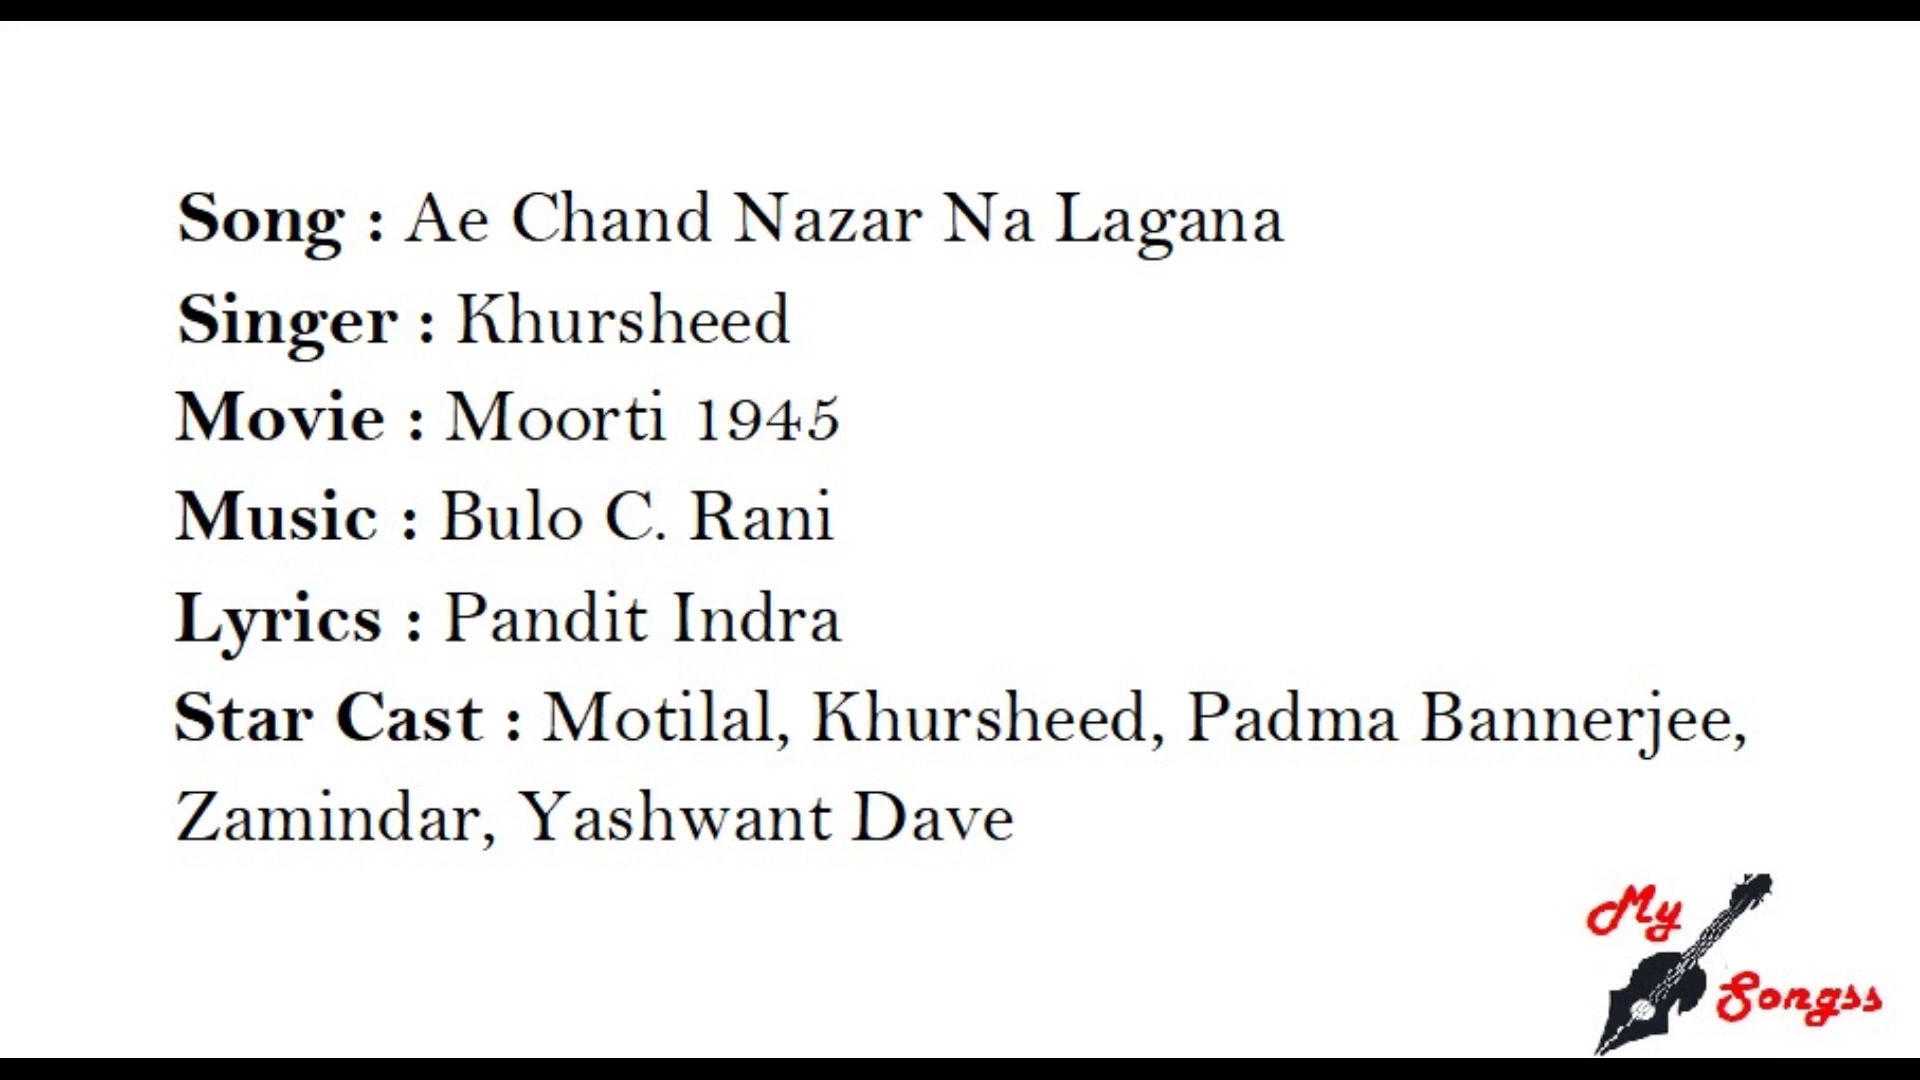 Song : Ae Chand Nazar Na Lagana
Singer : Khursheed
Movie : Moorti 1945
Music : Bulo C. Rani
Lyrics : Pandit Indra
Star Cast : Motilal, Khursheed, Padma Bannerjee,
Zamindar, Yashwant Dave
My
Songss